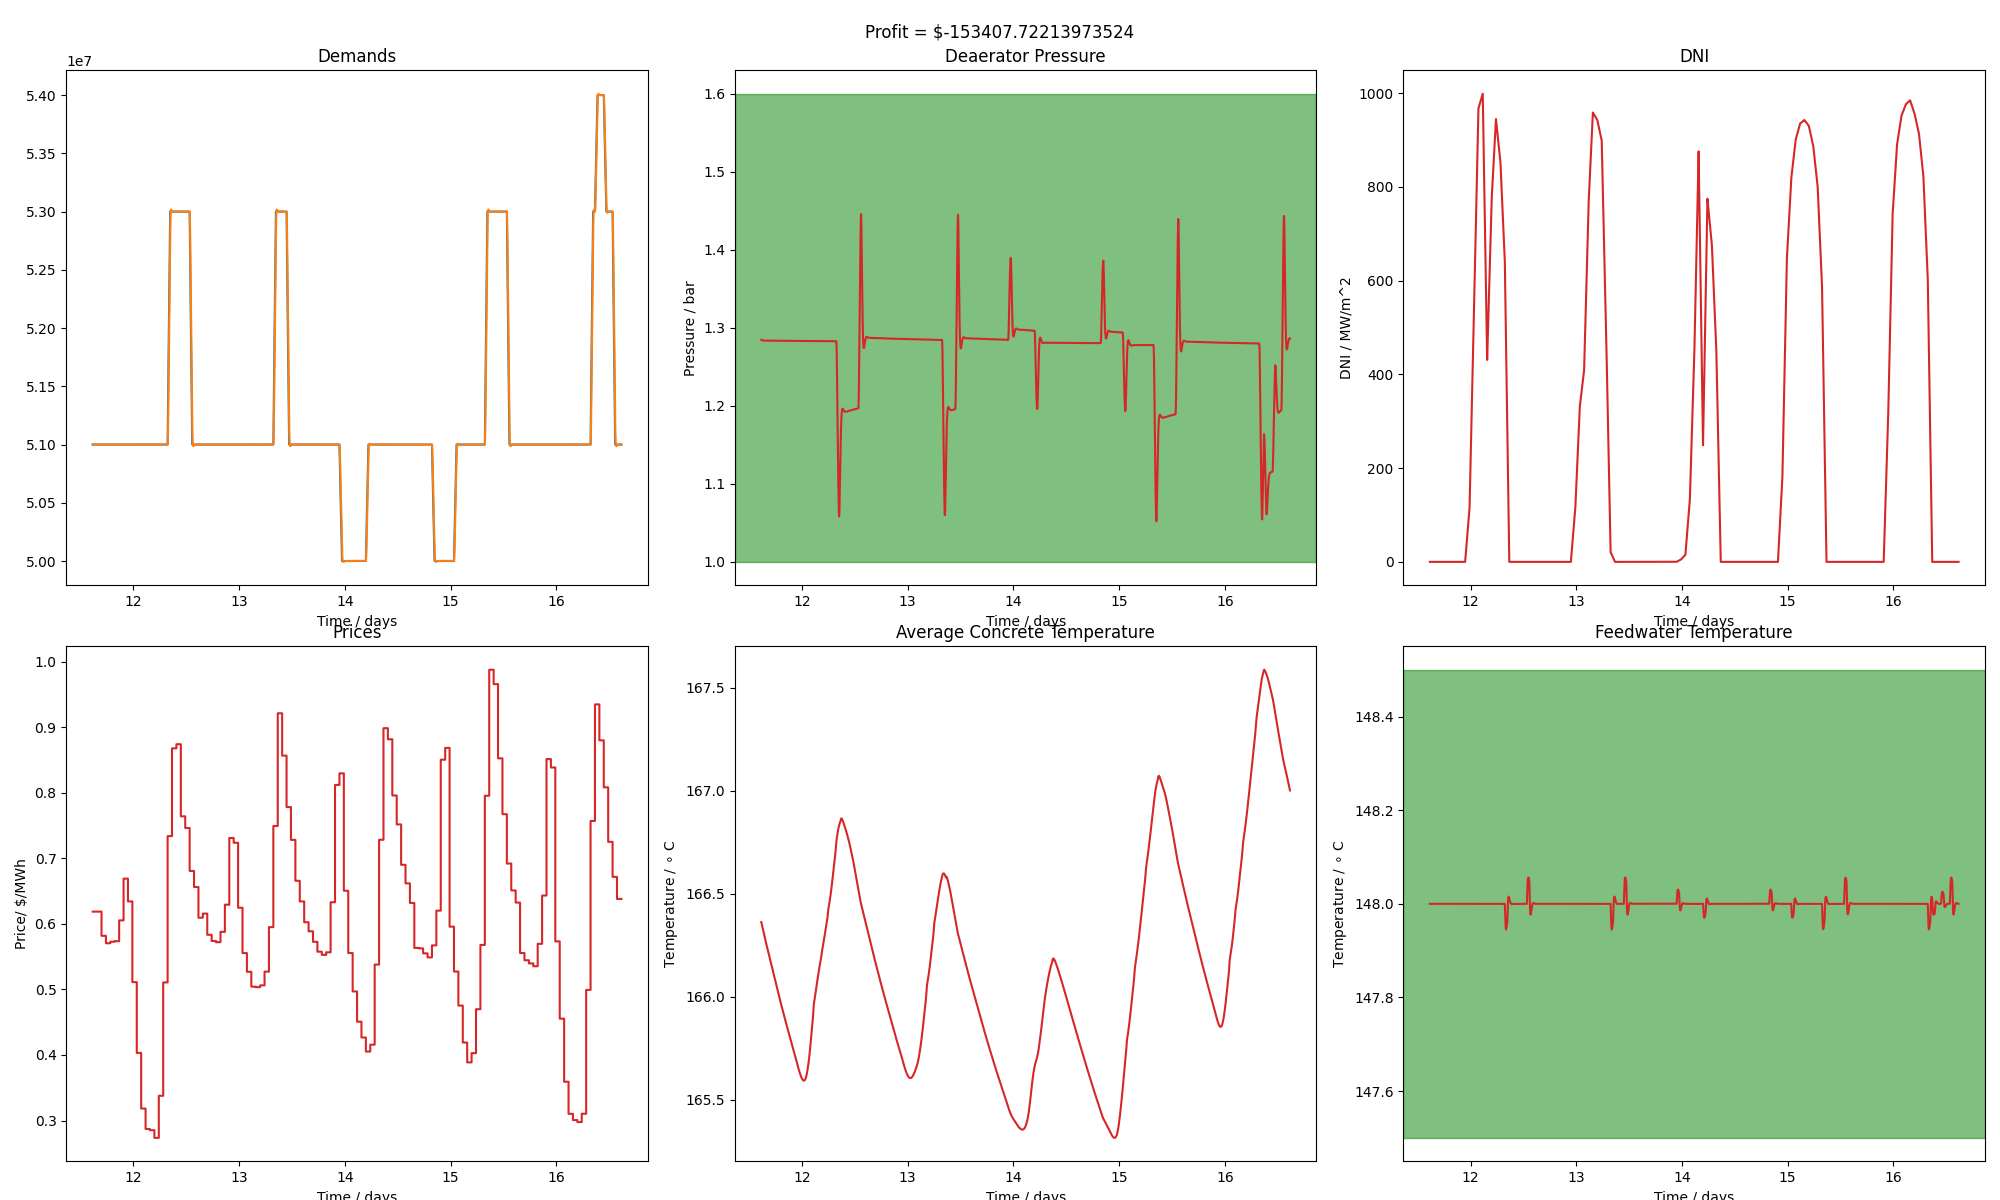 Profit = $-153407.72213973524
Demands
1e7
5.40
5.35
5.30
5.25
5.20
5.15
5.10
5.05
5.00
12 13 14 15 16
Time / days
Deaerator Pressure
Pressure / bar
1.6
1.5
1.4
1.3
1.2
1.1
1.0
12 13 14 15 16
Time / days
DNI
DNI / MW/m^2
1000
800
600
400
200
0
12 13 14 15 16
Time / days
Prices
Price/ $/MWh
1.0
0.9
0.8
0.7
0.6
0.5
0.4
0.3
12 13 14 15 16
Time / days
Average Concrete Temperature
Temperature / ∘ C
167.5
167.0
166.5
166.0
165.5
12 13 14 15 16
Time / days
Feedwater Temperature
Temperature / ∘ C
148.4
148.2
148.0
147.8
147.6
12 13 14 15 16
Time / days